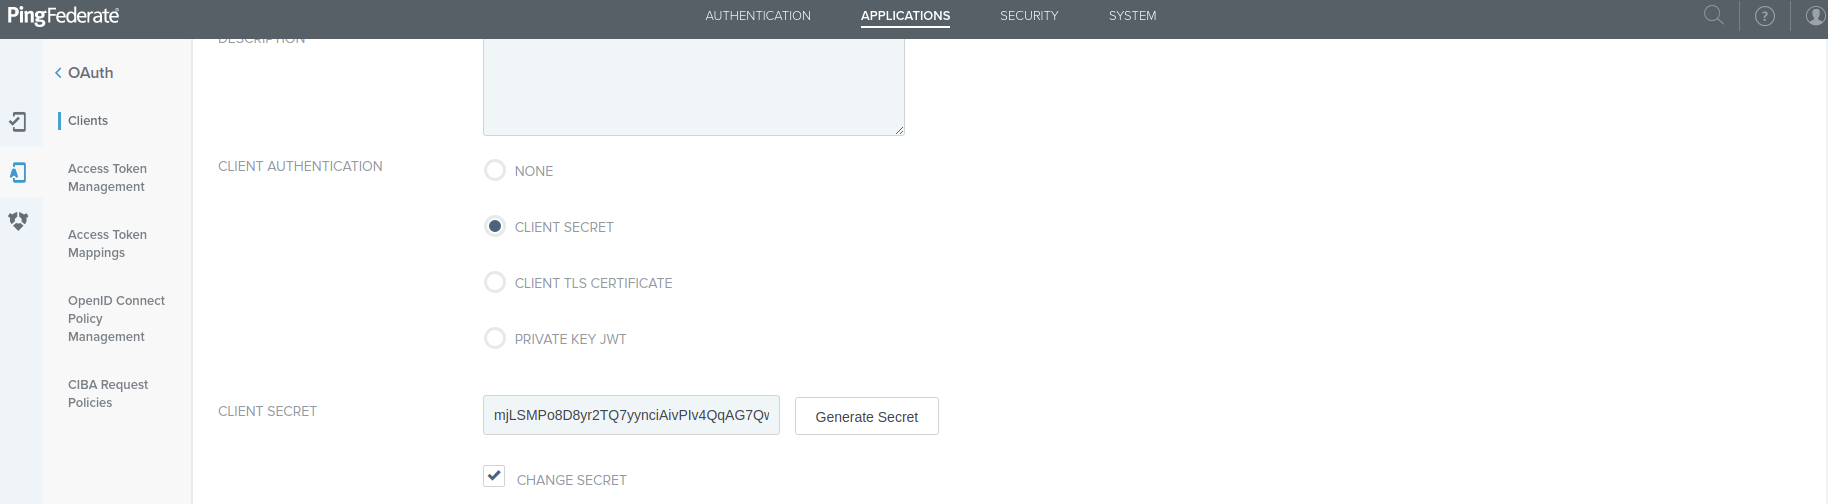 PingFederate
AUTHENTICATION
APPLICATIONS
SECURITY
SYSTEM
?
DESCRIPTION
OAuth
Clients
Access Token
Management
Access Token
Mappings
OpenID Connect
Policy
Management
CIBA Request
Policies
CLIENT AUTHENTICATION
NONE
CLIENT SECRET
CLIENT TLS CERTIFICATE
PRIVATE KEY JWT
CLIENT SECRET
mjLSMPo8D8yr2TQ7yynciAivPIv4QqAG7Qw
Generate Secret
CHANGE SECRET